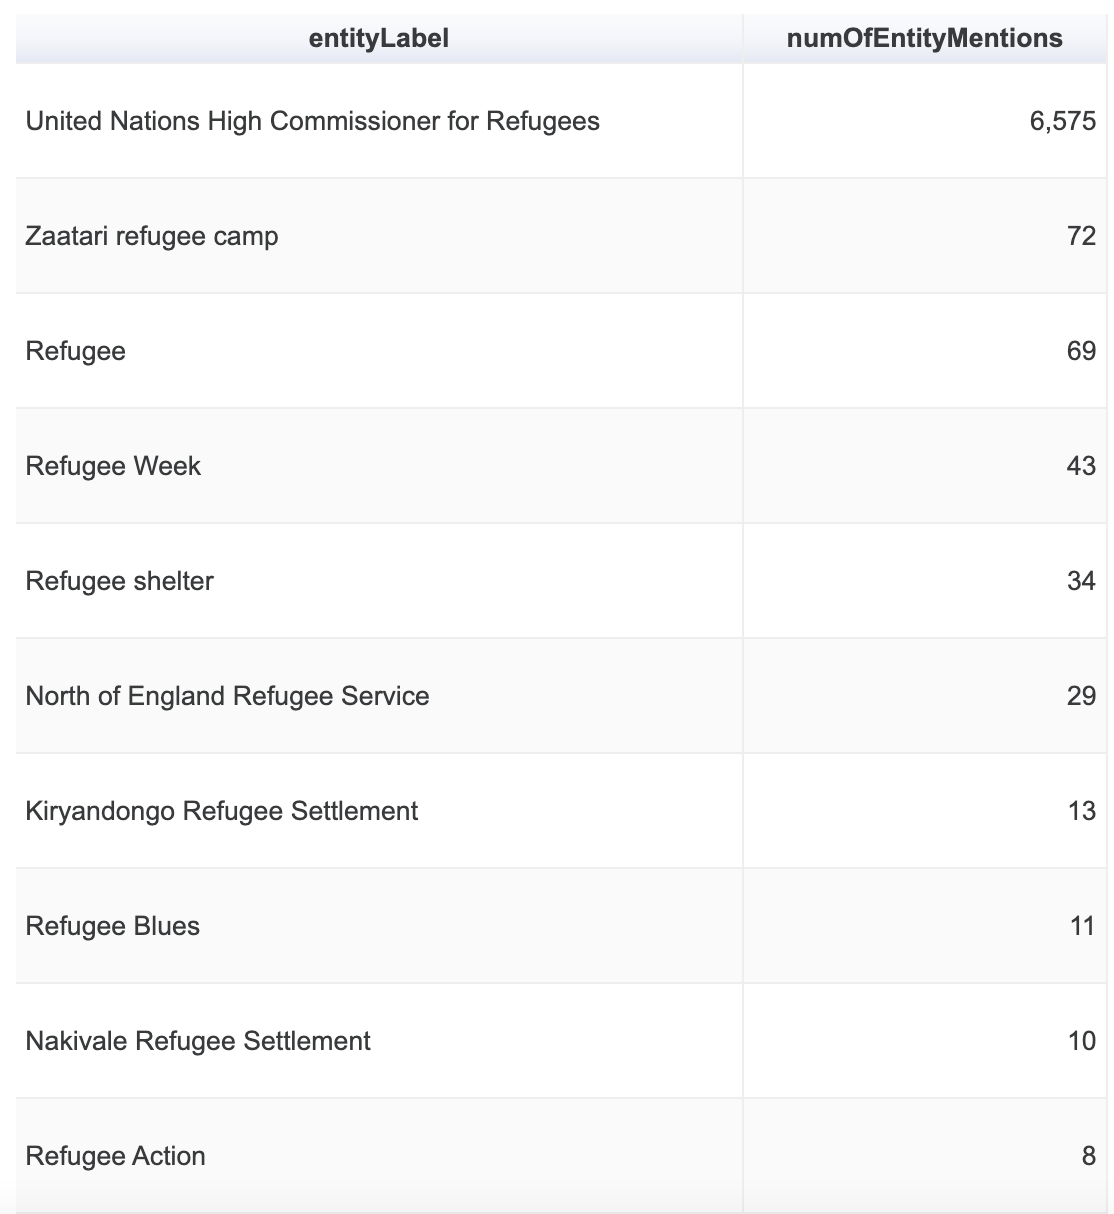 entityLabel numOfEntityMentions
United Nations High Commissioner for Refugees 6,575
Zaatari refugee camp 72
Refugee 69
Refugee Week 43
Refugee shelter 34
North of England Refugee Service 29
Kiryandongo Refugee Settlement 13
Refugee Blues 11
Nakivale Refugee Settlement 10
Refugee Action 8